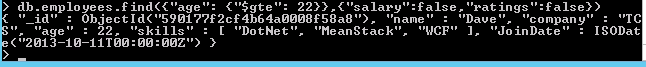 > db.employees.find({"age": {"$gte": 22}},{"salary":false,"ratings":false})
{ "_id" : ObjectId("590177f2cf4b64a0008f58a8"), "name" : "Dave", "company" : "TC
S", "age" : 22, "skills" : [ "DotNet", "MeanStack", "WCF" ], "JoinDate" : ISODat
e("2013-10-11T00:00:00Z") }
> _